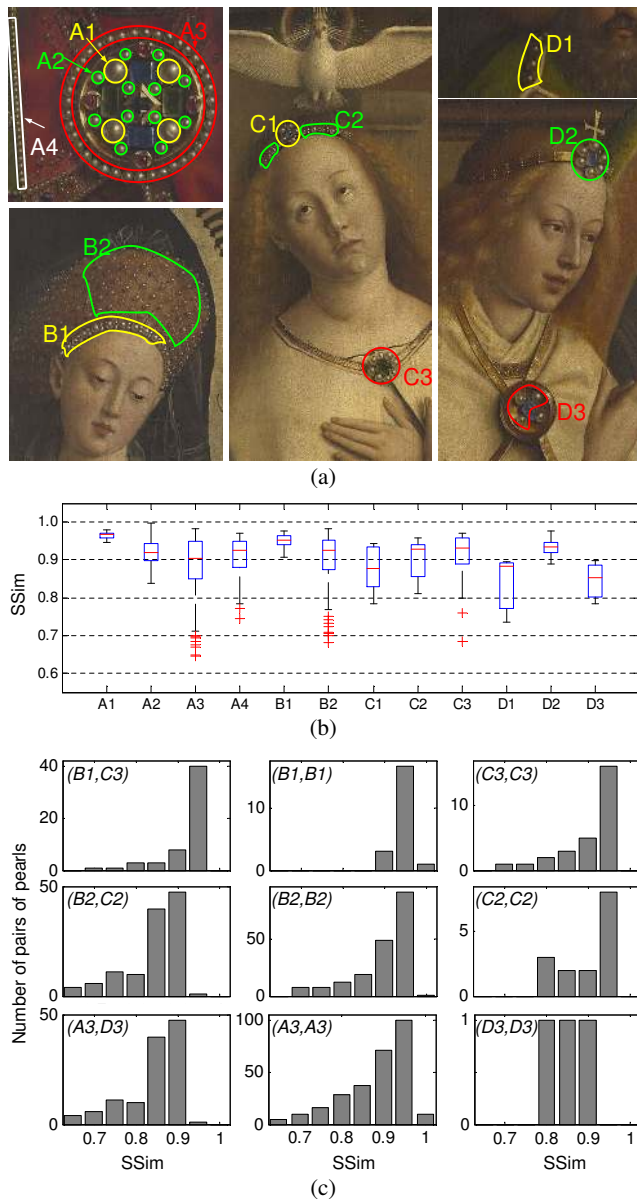 A1
A2
A3
A4
B1
B2
C1
C2
C3
D1
D2
D3
(a)
SSim
1.0
0.9
0.8
0.7
0.6
A1 A2 A3 A4 B1 B2 C1 C2 C3 D1 D2 D3
(b)
Number of pairs of pearls
(B1,C3)
40
20
0
(B1,B1)
10
0
(C3,C3)
10
0
(B2,C2)
50
0
(B2,B2)
50
0
(C2,C2)
5
0
(A3,D3)
50
0
0.7 0.8 0.9 1
SSim
(A3,A3)
100
50
0
0.7 0.8 0.9 1
SSim
(D3,D3)
1
0
0.7 0.8 0.9 1
SSim
(c)